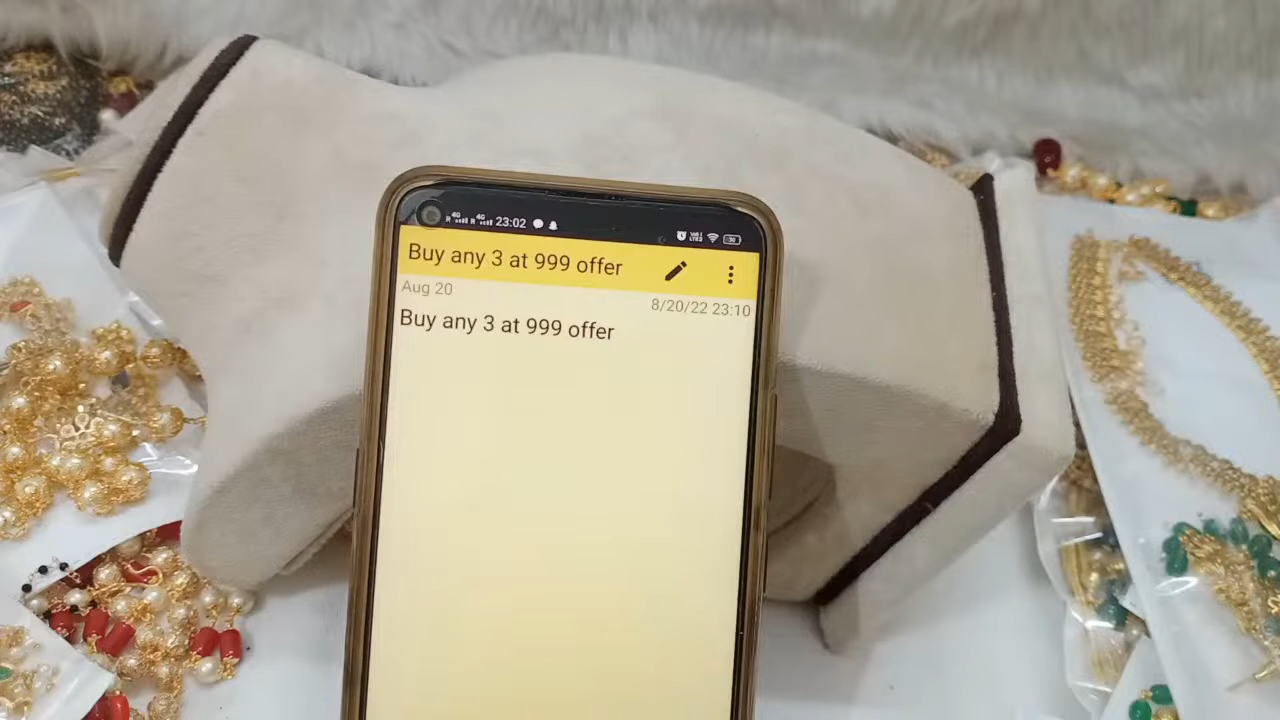 23:02
Buy any 3 at 999 offer
Aug 20
8/20/22 23:10
Buy any 3 at 999 offer